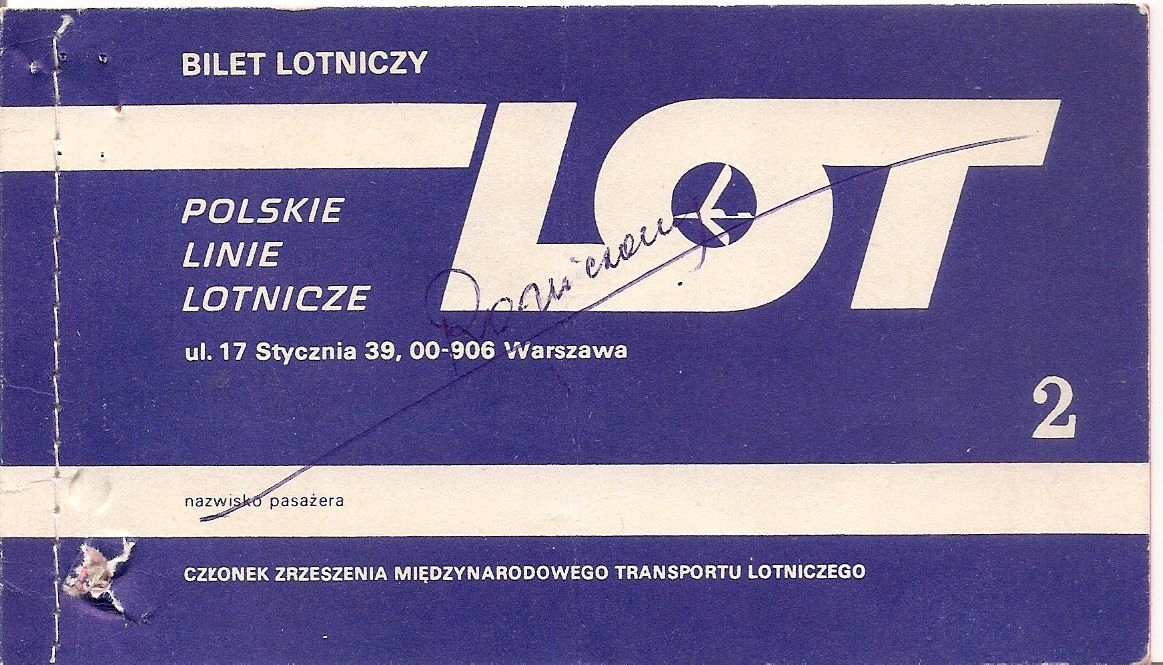 BILET LOTNICZY
LOT
POLSKIE
LINIE
LOTNICZE
ul. 17 Stycznia 39, 00-906 Warszawa
2
nazwisko pasażera
CZŁONEK ZRZESZENIA MIĘDZYNARODOWEGO TRANSPORTU LOTNICZEGO